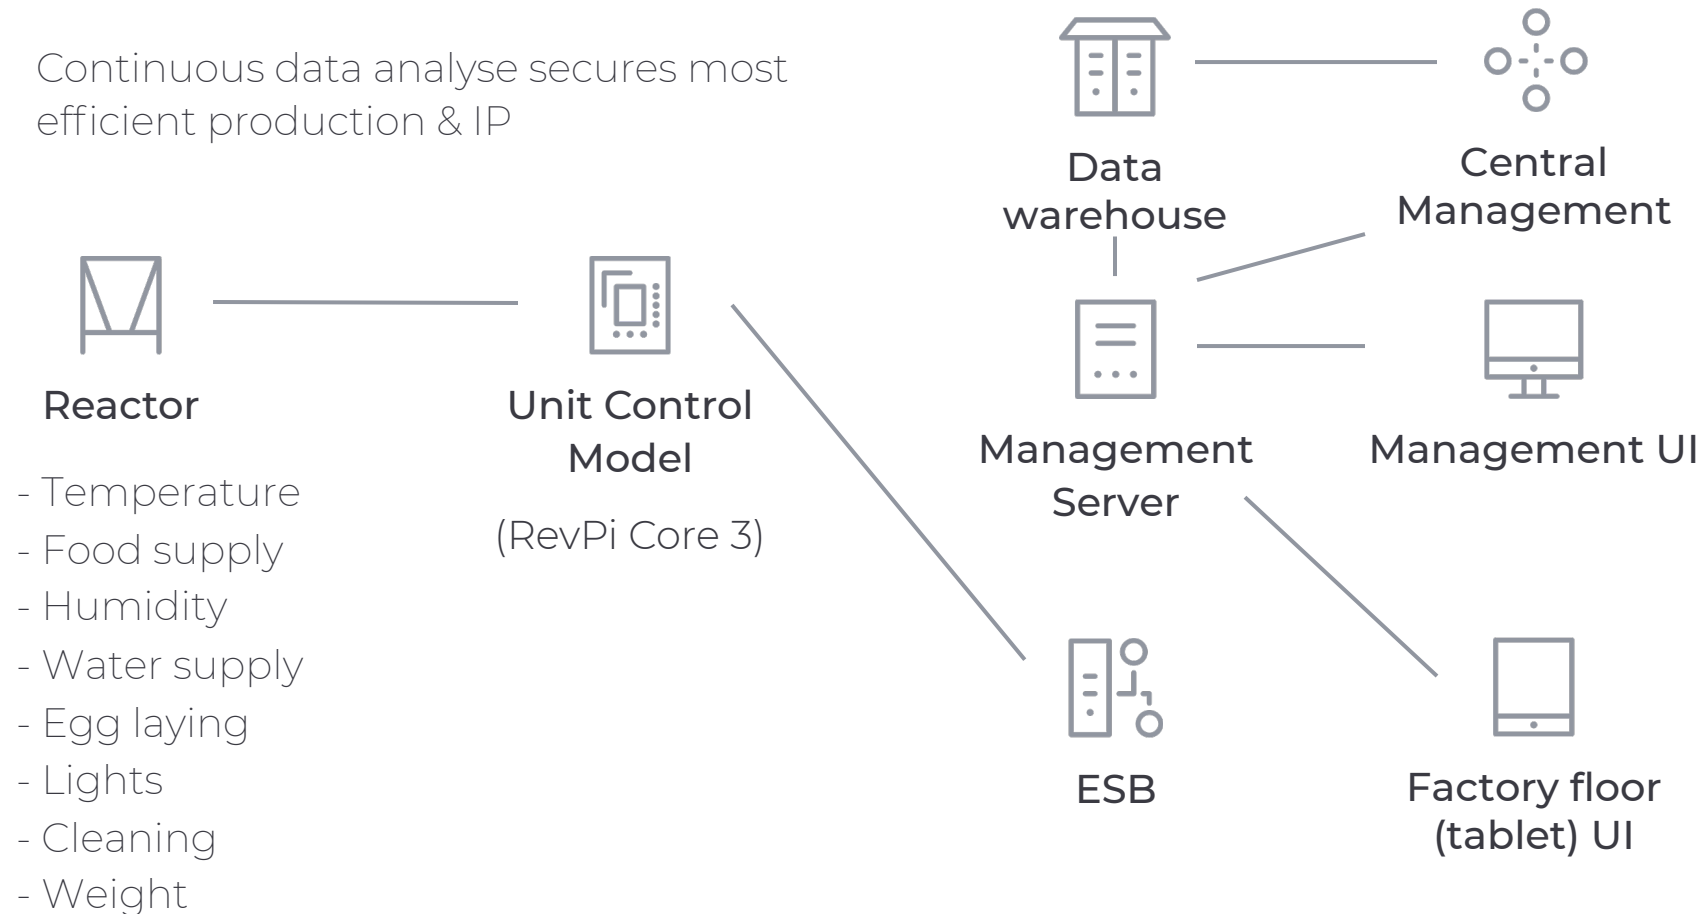 Continuous data analyse secures most
efficient production & IP
Data
warehouse
Central
Management
Reactor
Unit Control
Model
(RevPi Core 3)
Management
Server
Management UI
- Temperature
- Food supply
- Humidity
- Water supply
- Egg laying
- Lights
- Cleaning
- Weight
ESB
Factory floor
(tablet) UI